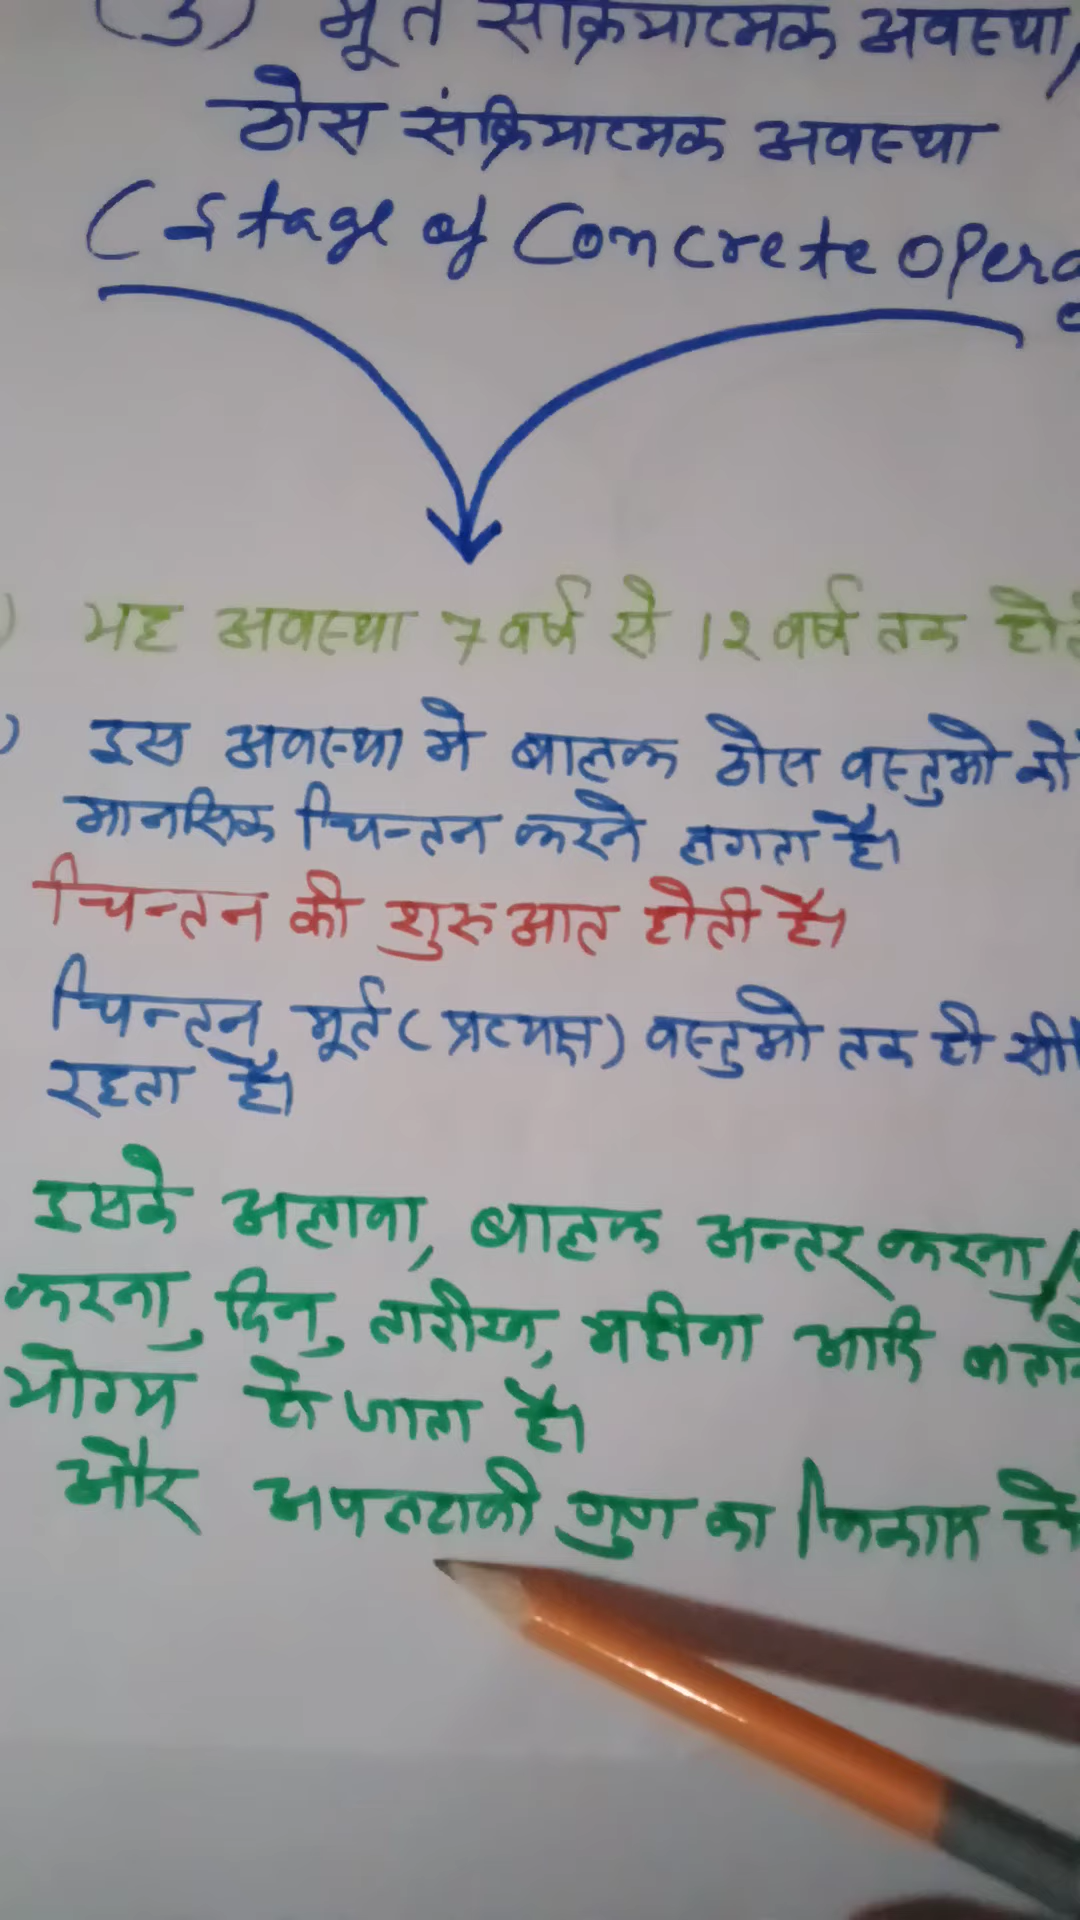 (3) मूर्त संक्रियात्मक अवस्था,
ठोस संक्रियात्मक अवस्था
(Stage of Concrete Opera
यह अवस्था 7 वर्ष से 12 वर्ष तक
इस अवस्था मे बालक ठोस वस्तुओ को
मानसिक चिन्तन करने लगता है।
चिन्तन की शुरुआत होती है।
चिन्तन मूर्त (प्रत्यक्ष) वस्तुओ तक ही
रहता है।
इसके अलावा, बालक अन्तर करना/
करना, दिन, तारीख, महीना आदि
योग्य हो जाता है।
और अपलटाकी गुण का विकास